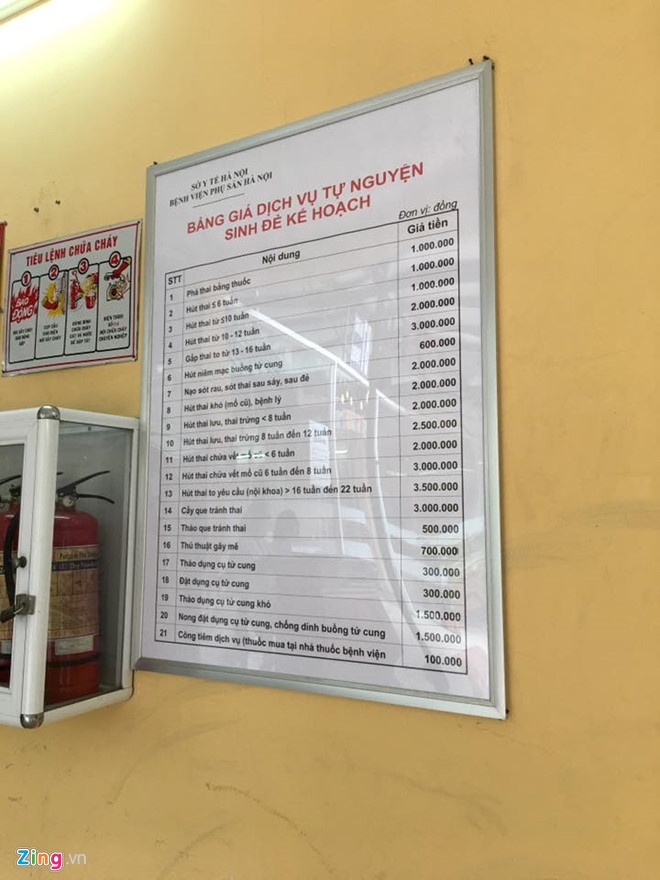 SỞ Y TẾ HÀ NỘI
BỆNH VIỆN PHỤ SẢN HÀ NỘI
BẢNG GIÁ DỊCH VỤ TỰ NGUYỆN
SINH ĐẺ KẾ HOẠCH
Đơn vị: đồng
STT Nội dung Giá tiền
1 Phá thai bằng thuốc 1.000.000
2 Hút thai ≤ 6 tuần 1.000.000
3 Hút thai từ ≤10 tuần 1.000.000
4 Hút thai từ 10 - 12 tuần 2.000.000
5 Gắp thai to từ 13 - 16 tuần 3.000.000
6 Hút niêm mạc buồng tử cung 600.000
7 Nạo sót rau, sót thai sau sảy, sau đẻ 2.000.000
8 Hút thai khó (mổ cũ), bệnh lý 2.000.000
9 Hút thai lưu, thai trứng < 8 tuần 2.000.000
10 Hút thai lưu, thai trứng 8 tuần đến 12 tuần 2.500.000
11 Hút thai chửa vết < 6 tuần 2.000.000
12 Hút thai chửa vết mổ cũ 6 tuần đến 8 tuần 3.000.000
13 Hút thai to yêu cầu (nội khoa) > 16 tuần đến 22 tuần 3.500.000
14 Cấy que tránh thai 3.000.000
15 Tháo que tránh thai 500.000
16 Thủ thuật gây mê 700.000
17 Tháo dụng cụ tử cung 300.000
18 Đặt dụng cụ tử cung 300.000
19 Tháo dụng cụ tử cung khó 1.500.000
20 Nong đặt dụng cụ tử cung, chống dính buồng tử cung 1.500.000
21 Công tiêm dịch vụ (thuốc mua tại nhà thuốc bệnh viện 100.000
TIÊU LỆNH CHỮA CHÁY
1 2 3 4
BÁO ĐỘNG
Zing.vn